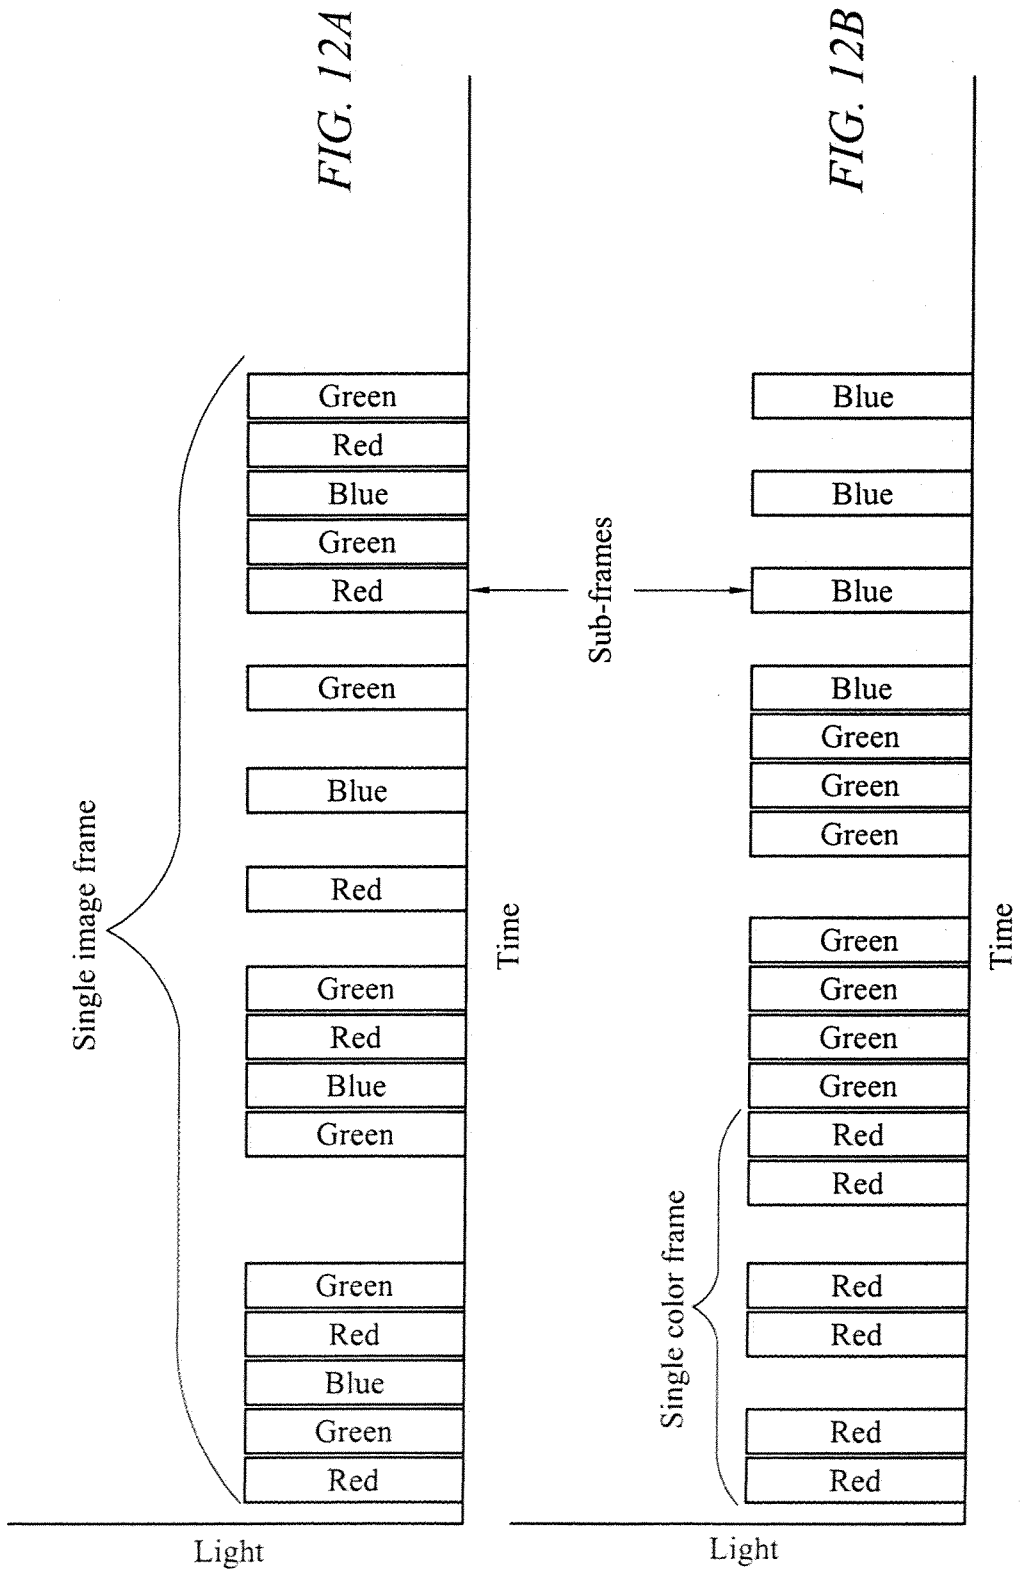 FIG. 12A
Single image frame
Green
Red
Blue
Green
Red
Green
Blue
Red
Green
Red
Blue
Green
Green
Red
Blue
Green
Red
Light
Time
Sub-frames
FIG. 12B
Blue
Blue
Blue
Blue
Green
Green
Green
Green
Green
Green
Green
Red
Red
Red
Red
Red
Red
Single color frame
Light
Time